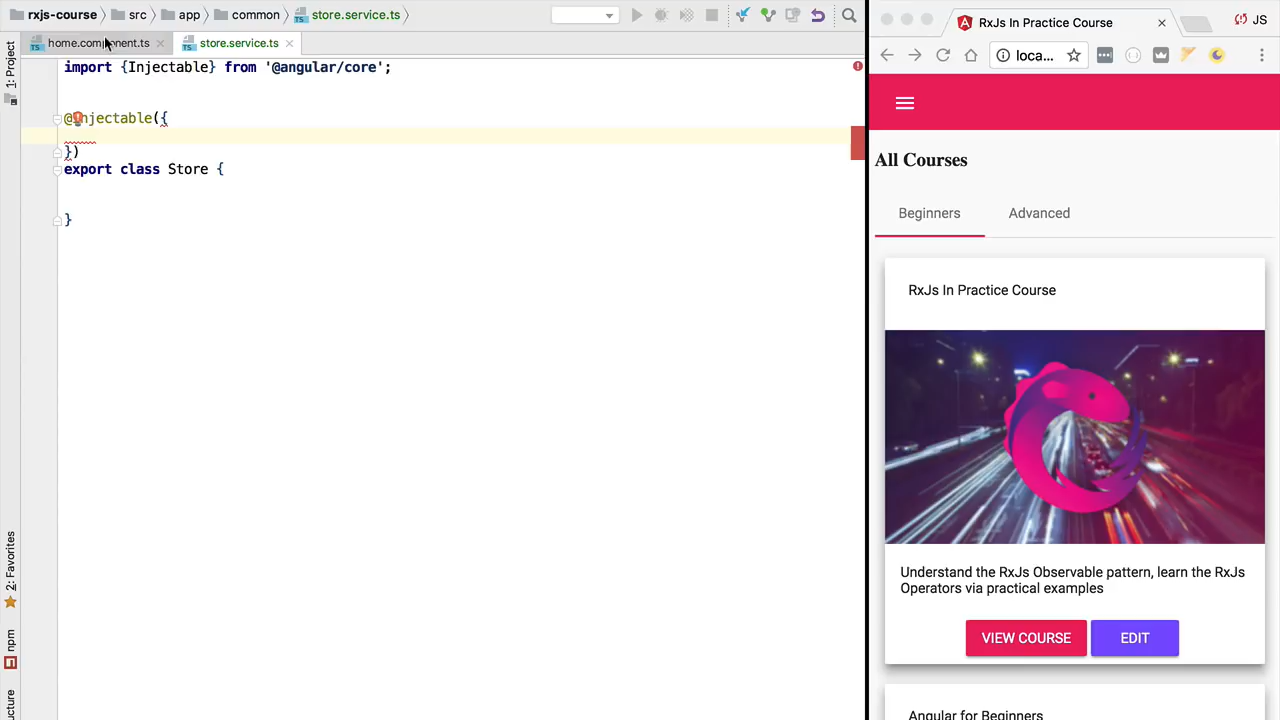 rxjs-course
src
app
common
store.service.ts
home.component.ts
store.service.ts
1: Project
2: Favorites
npm
import {Injectable} from '@angular/core';
@Injectable({
})
export class Store {
}
RxJs In Practice Course
JS
loca...
All Courses
Beginners
Advanced
RxJs In Practice Course
Understand the RxJs Observable pattern, learn the RxJs
Operators via practical examples
VIEW COURSE
EDIT
Angular for Beginners